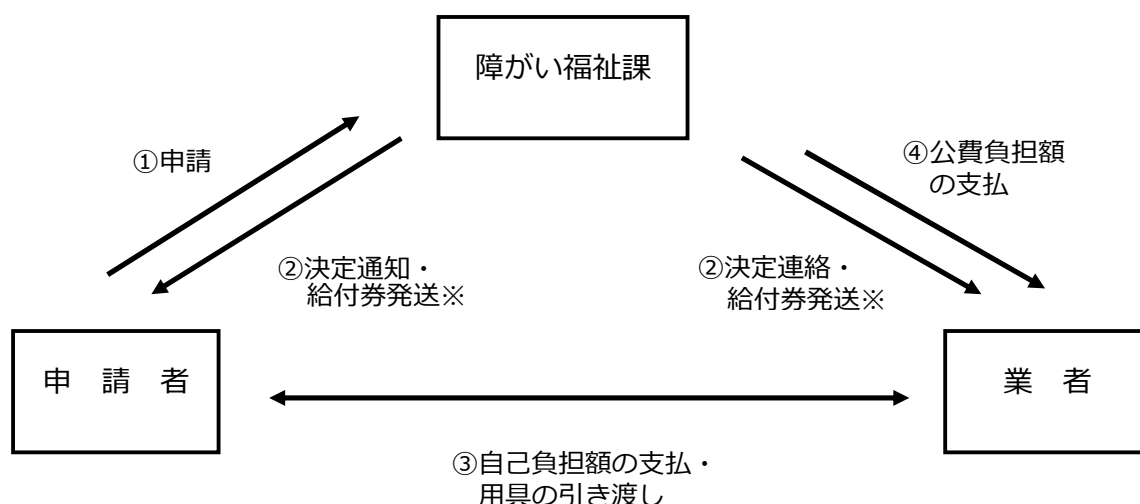 障がい福祉課
①申請
④公費負担額
の支払
②決定通知・
給付券発送※
②決定連絡・
給付券発送※
申　請　者
業　者
③自己負担額の支払・
用具の引き渡し